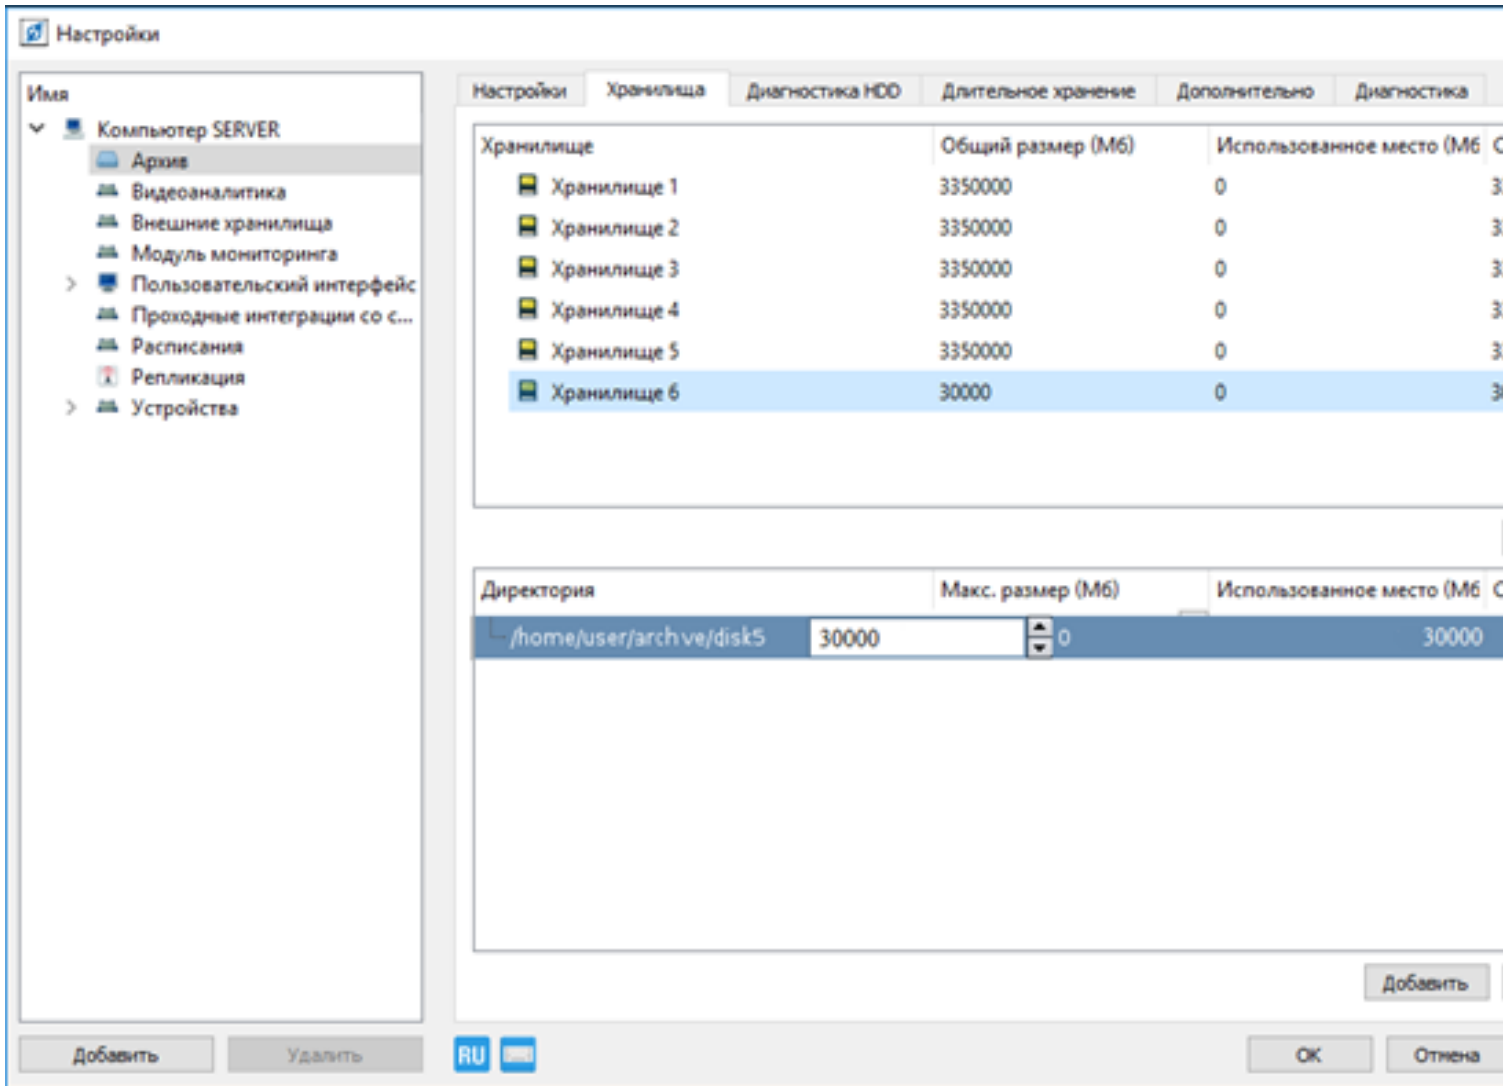 Настройки
Имя
Компьютер SERVER
Архив
Видеоаналитика
Внешние хранилища
Модуль мониторинга
Пользовательский интерфейс
Проходные интеграции со с...
Расписания
Репликация
Устройства
Добавить Удалить
Настройки Хранилища Диагностика HDD Длительное хранение Дополнительно Диагностика
Хранилище Общий размер (Мб) Использованное место (Мб
Хранилище 1 3350000 0
Хранилище 2 3350000 0
Хранилище 3 3350000 0
Хранилище 4 3350000 0
Хранилище 5 3350000 0
Хранилище 6 30000 0
Директория Макс. размер (Мб) Использованное место (Мб
/home/user/arch ve/disk5 30000 0 30000
Добавить
RU OK Отмена